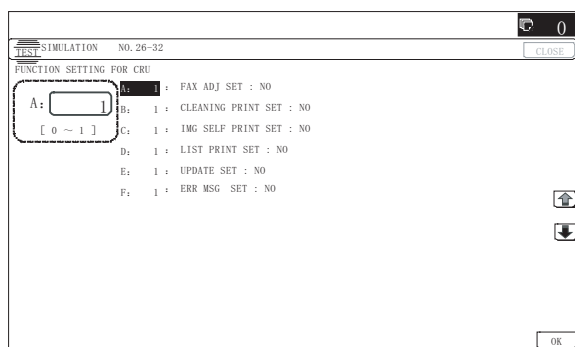 0
TEST SIMULATION NO. 26-32
CLOSE
FUNCTION SETTING FOR CRU
A: 1
[ 0 ~ 1 ]
A: 1 : FAX ADJ SET : NO
B: 1 : CLEANING PRINT SET : NO
C: 1 : IMG SELF PRINT SET : NO
D: 1 : LIST PRINT SET : NO
E: 1 : UPDATE SET : NO
F: 1 : ERR MSG SET : NO
OK